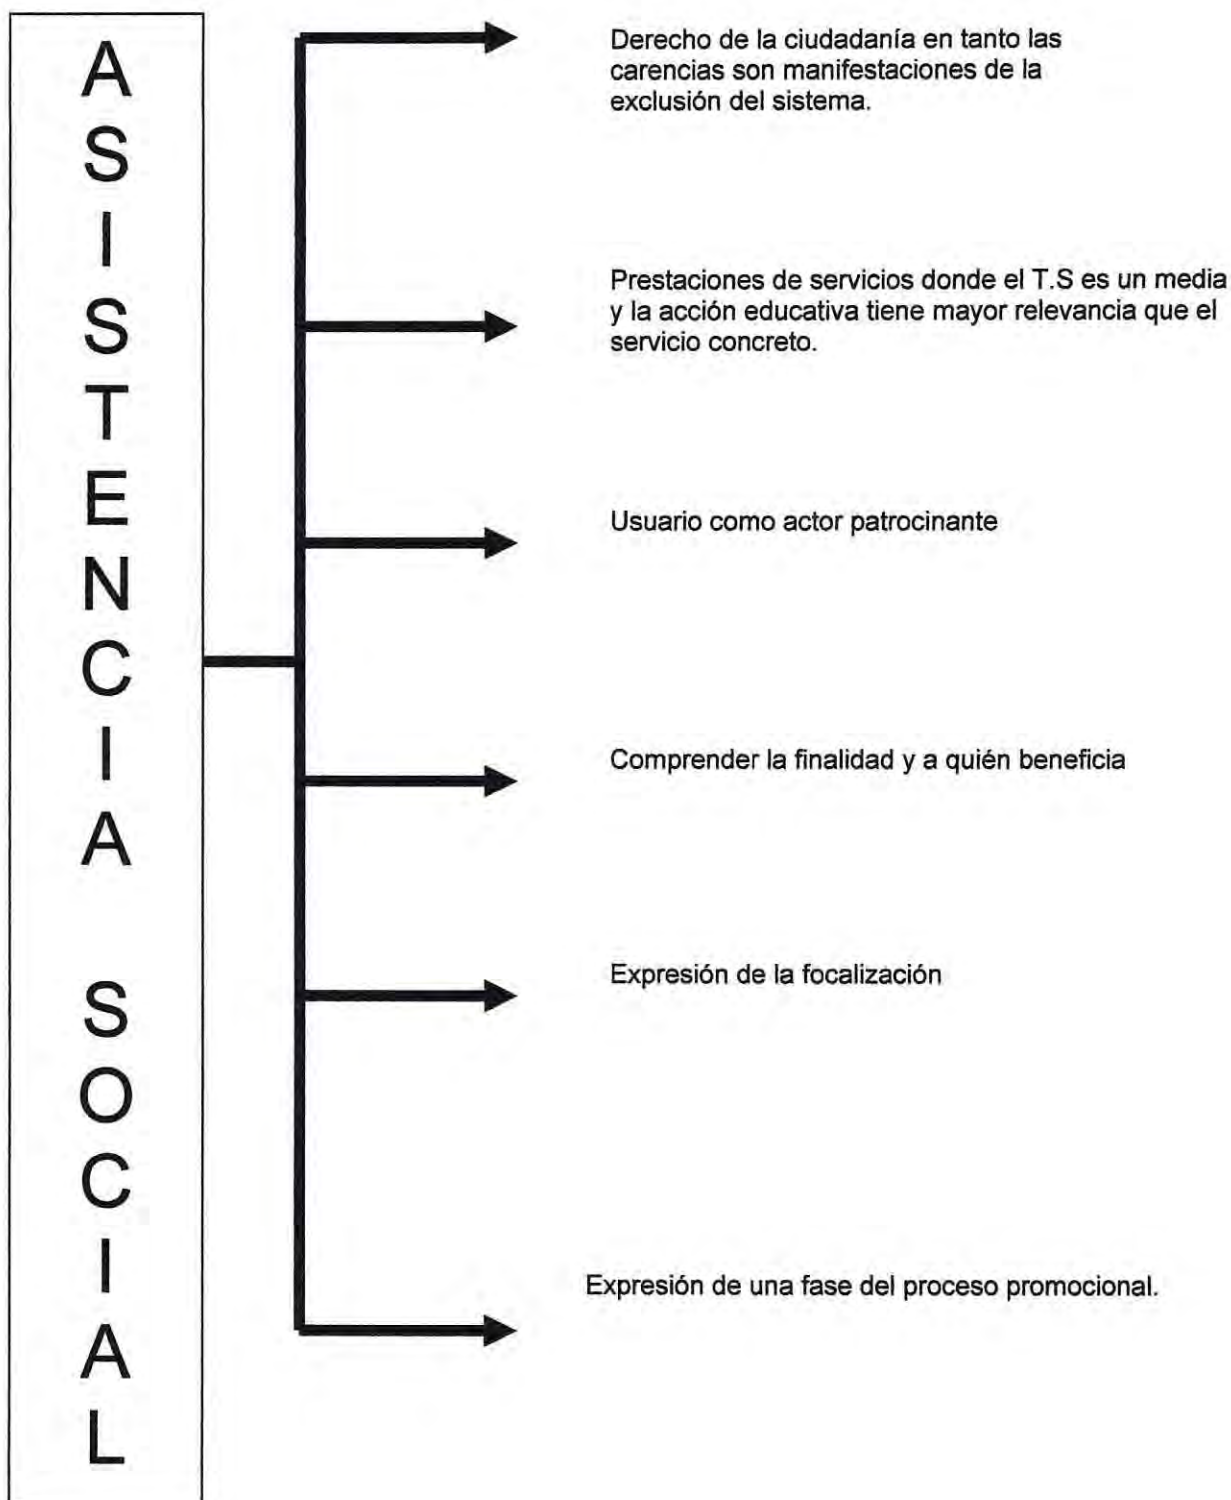 ASISTENCIA SOCIAL
Derecho de la ciudadanía en tanto las
carencias son manifestaciones de la
exclusión del sistema.
Prestaciones de servicios donde el T.S es un media
y la acción educativa tiene mayor relevancia que el
servicio concreto.
Usuario como actor patrocinante
Comprender la finalidad y a quién beneficia
Expresión de la focalización
Expresión de una fase del proceso promocional.